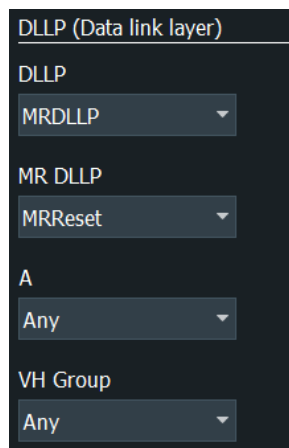 DLLP (Data link layer)
DLLP
MRDLLP
MR DLLP
MRReset
A
Any
VH Group
Any